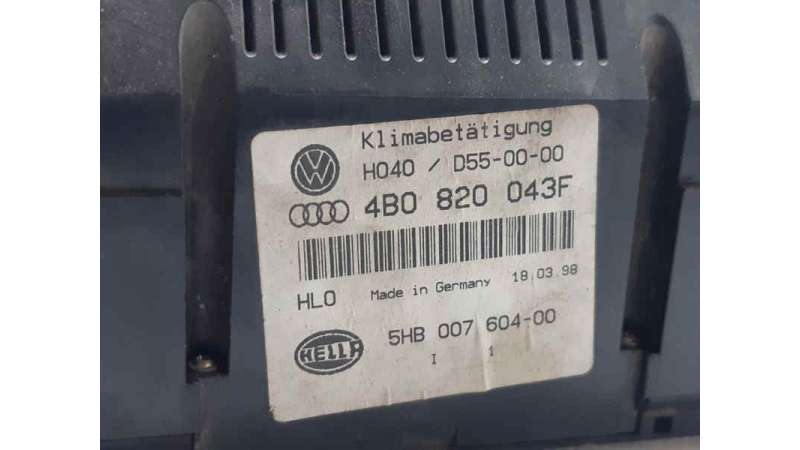 Klimabetätigung
H040 / D55-00-00
4B0 820 043F
HLO Made in Germany 18.03.98
HELLA 5HB 007 604-00
I 1